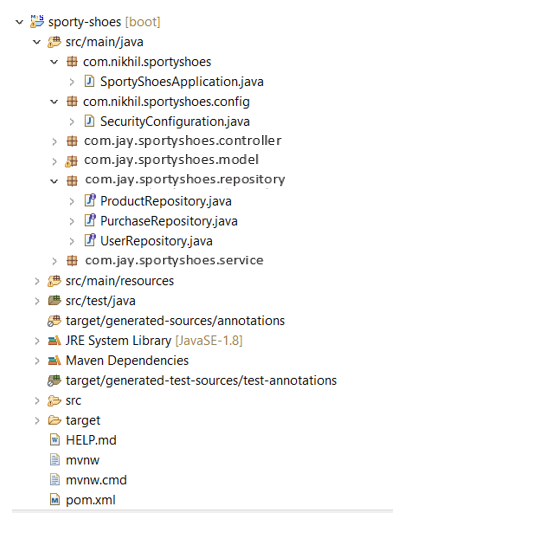 sporty-shoes [boot]
src/main/java
com.nikhil.sportyshoes
SportyShoesApplication.java
com.nikhil.sportyshoes.config
SecurityConfiguration.java
com.jay.sportyshoes.controller
com.jay.sportyshoes.model
com.jay.sportyshoes.repository
ProductRepository.java
PurchaseRepository.java
UserRepository.java
com.jay.sportyshoes.service
src/main/resources
src/test/java
target/generated-sources/annotations
JRE System Library [JavaSE-1.8]
Maven Dependencies
target/generated-test-sources/test-annotations
src
target
HELP.md
mvnw
mvnw.cmd
pom.xml